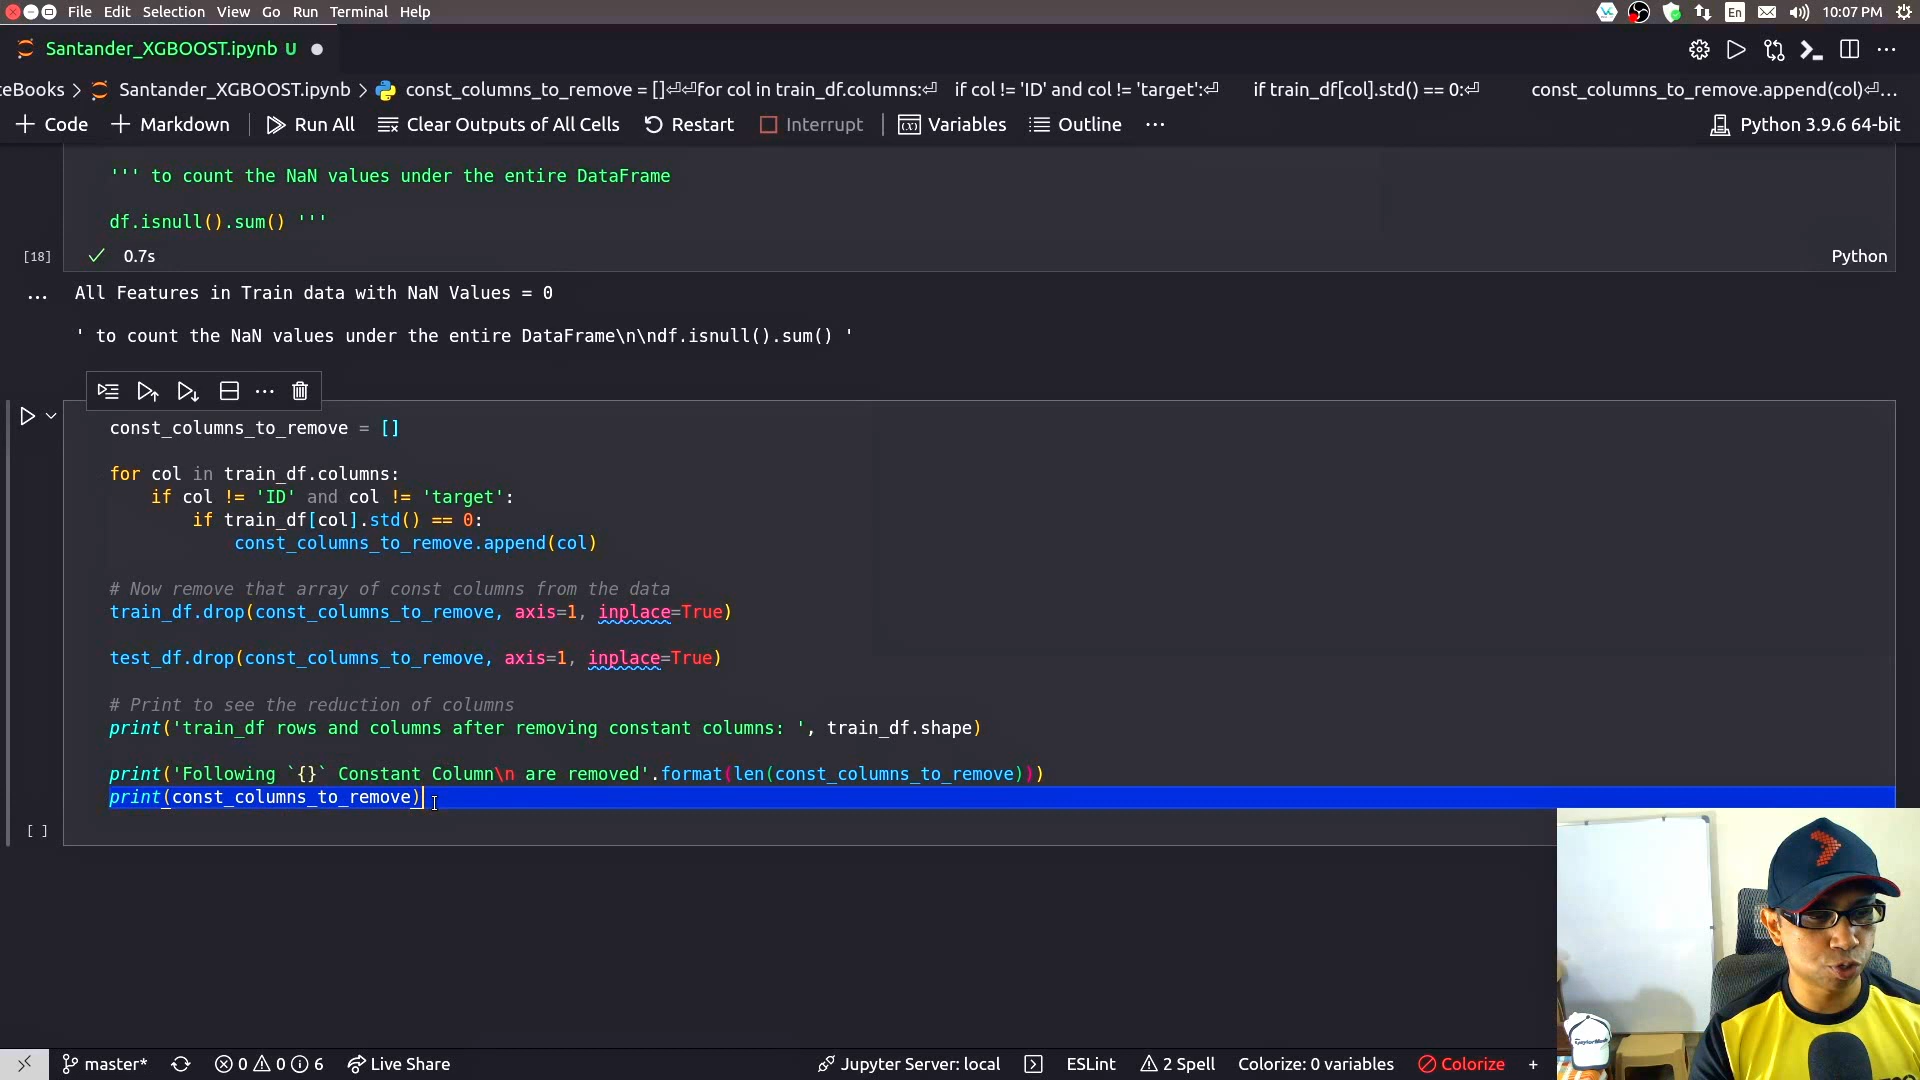 File Edit Selection View Go Run Terminal Help
En 10:07 PM
Santander_XGBOOST.ipynb U
eBooks > Santander_XGBOOST.ipynb > const_columns_to_remove = []⏎⏎for col in train_df.columns:⏎ if col != 'ID' and col != 'target':⏎ if train_df[col].std() == 0:⏎ const_columns_to_remove.append(col)⏎…
+ Code + Markdown Run All Clear Outputs of All Cells Restart Interrupt Variables Outline ··· Python 3.9.6 64-bit
''' to count the NaN values under the entire DataFrame
df.isnull().sum() '''
[18] 0.7s Python
... All Features in Train data with NaN Values = 0
' to count the NaN values under the entire DataFrame\n\ndf.isnull().sum() '
const_columns_to_remove = []
for col in train_df.columns:
    if col != 'ID' and col != 'target':
        if train_df[col].std() == 0:
            const_columns_to_remove.append(col)
# Now remove that array of const columns from the data
train_df.drop(const_columns_to_remove, axis=1, inplace=True)
test_df.drop(const_columns_to_remove, axis=1, inplace=True)
# Print to see the reduction of columns
print('train_df rows and columns after removing constant columns: ', train_df.shape)
print('Following `{}` Constant Column\n are removed'.format(len(const_columns_to_remove)))
print(const_columns_to_remove)
[ ]
master* 0 0 6 Live Share Jupyter Server: local ESLint 2 Spell Colorize: 0 variables Colorize +
TaylorMade